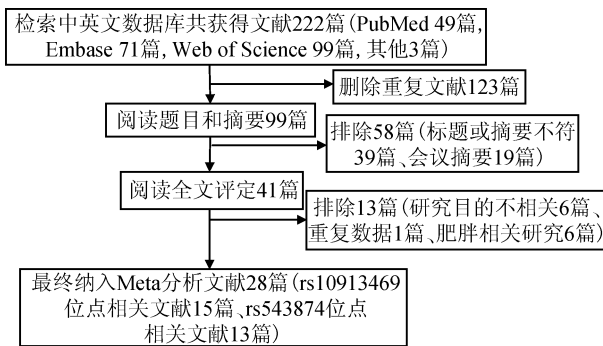 检索中英文数据库共获得文献222篇(PubMed 49篇,
Embase 71篇, Web of Science 99篇, 其他3篇)
删除重复文献123篇
阅读题目和摘要99篇
排除58篇(标题或摘要不符
39篇、会议摘要19篇)
阅读全文评定41篇
排除13篇(研究目的不相关6篇、
重复数据1篇、肥胖相关研究6篇)
最终纳入Meta分析文献28篇(rs10913469
位点相关文献15篇、rs543874位点
相关文献13篇)